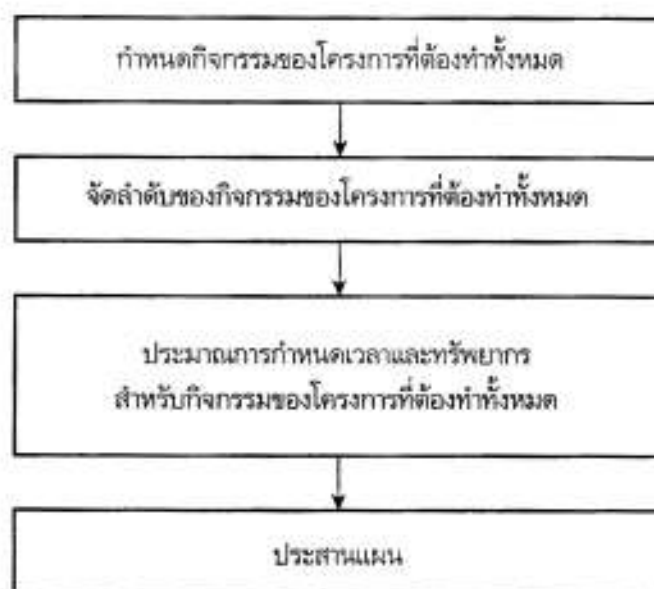 กำหนดกิจกรรมของโครงการที่ต้องทำทั้งหมด
จัดลำดับของกิจกรรมของโครงการที่ต้องทำทั้งหมด
ประมาณการกำหนดเวลาและทรัพยากร
สำหรับกิจกรรมของโครงการที่ต้องทำทั้งหมด
ประสานแผน